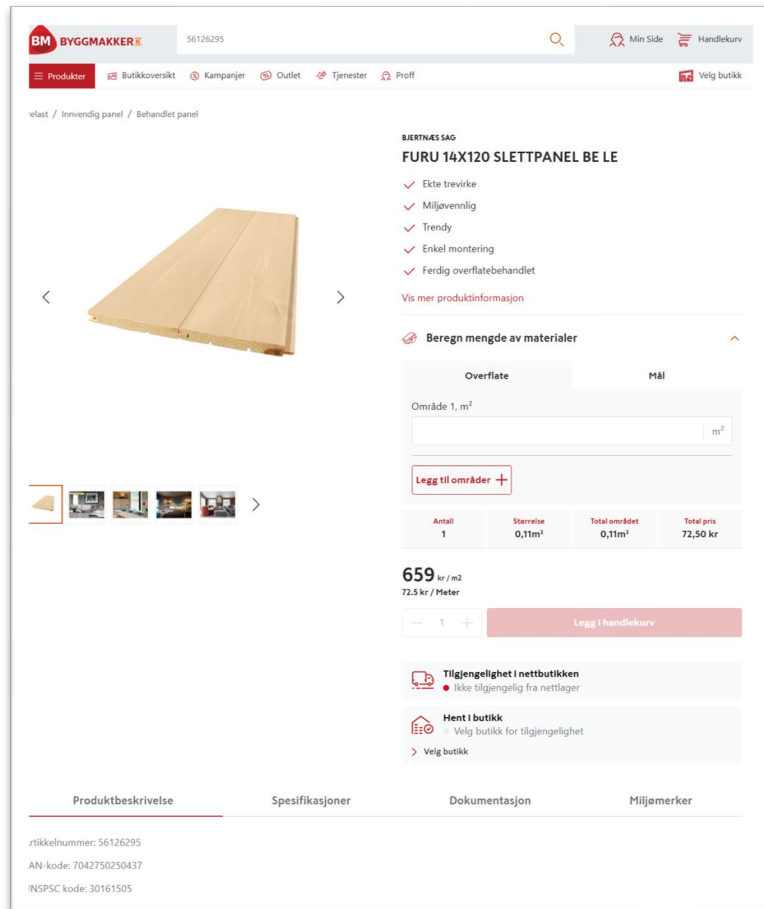 BM BYGGMAKKER
56126295
Min Side
Handlekurv
Produkter
Butikkoversikt
Kampanjer
Outlet
Tjenester
Proff
Velg butikk
elast / Innvendig panel / Behandlet panel
BJERTNÆS SAG
FURU 14X120 SLETTPANEL BE LE
Ekte trevirke
Miljøvennlig
Trendy
Enkel montering
Ferdig overflatebehandlet
Vis mer produktinformasjon
Beregn mengde av materialer
Overflate Mål
Område 1, m²
m²
Legg til områder +
Antall Størrelse Total området Total pris
1 0,11m² 0,11m² 72,50 kr
659 kr / m2
72.5 kr / Meter
1
Legg i handlekurv
Tilgjengelighet i nettbutikken
Ikke tilgjengelig fra nettlager
Hent i butikk
Velg butikk for tilgjengelighet
Velg butikk
Produktbeskrivelse Spesifikasjoner Dokumentasjon Miljømerker
rtikkelnummer: 56126295
AN-kode: 7042750250437
NSPSC kode: 30161505